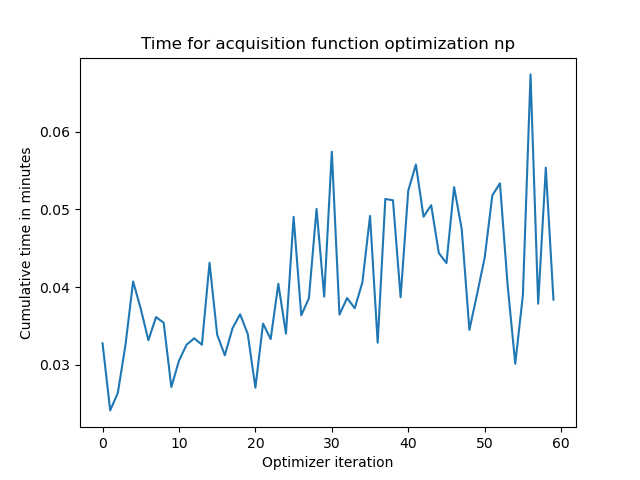 Time for acquisition function optimization np
Cumulative time in minutes
0.06
0.05
0.04
0.03
0 10 20 30 40 50 60
Optimizer iteration